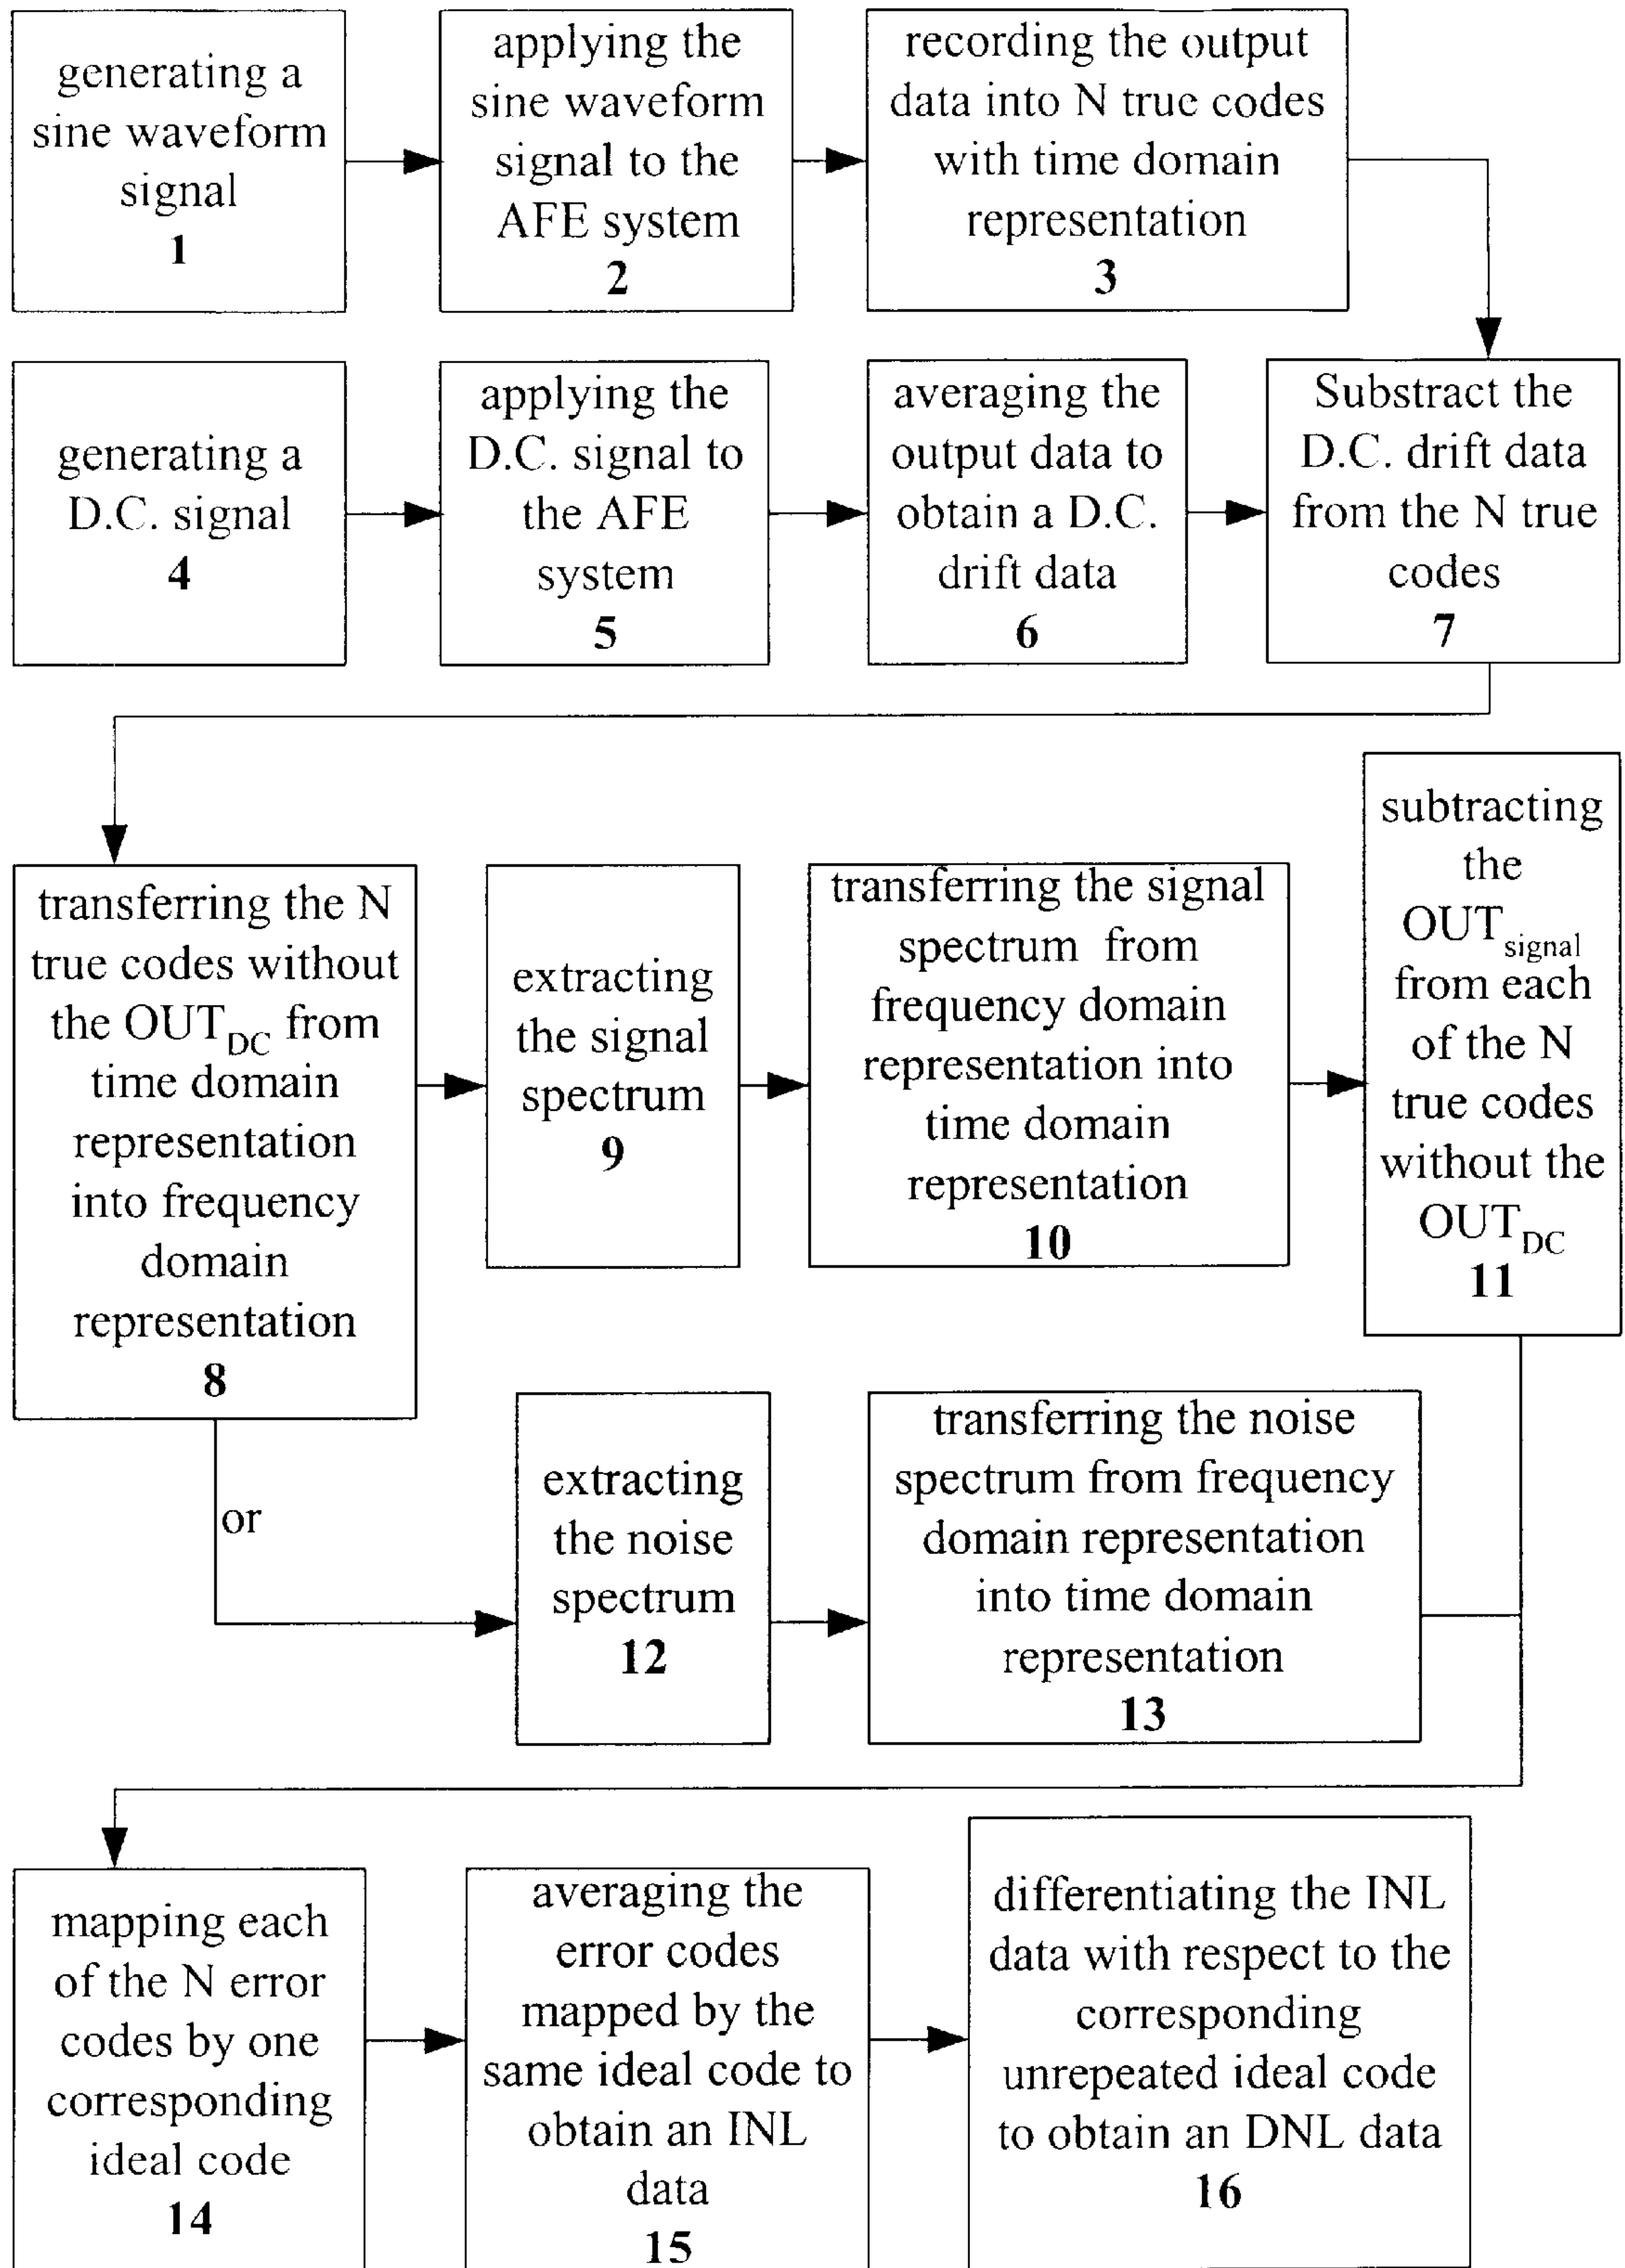 generating a
sine waveform
signal
1
applying the
sine waveform
signal to the
AFE system
2
recording the output
data into N true codes
with time domain
representation
3
generating a
D.C. signal
4
applying the
D.C. signal to
the AFE
system
5
averaging the
output data to
obtain a D.C.
drift data
6
Substract the
D.C. drift data
from the N true
codes
7
transferring the N
true codes without
the OUT_DC from
time domain
representation
into frequency
domain
representation
8
extracting
the signal
spectrum
9
transferring the signal
spectrum from
frequency domain
representation into
time domain
representation
10
subtracting
the
OUT_signal
from each
of the N
true codes
without the
OUT_DC
11
or
extracting
the noise
spectrum
12
transferring the noise
spectrum from frequency
domain representation
into time domain
representation
13
mapping each
of the N error
codes by one
corresponding
ideal code
14
averaging the
error codes
mapped by the
same ideal code to
obtain an INL
data
15
differentiating the INL
data with respect to the
corresponding
unrepeated ideal code
to obtain an DNL data
16